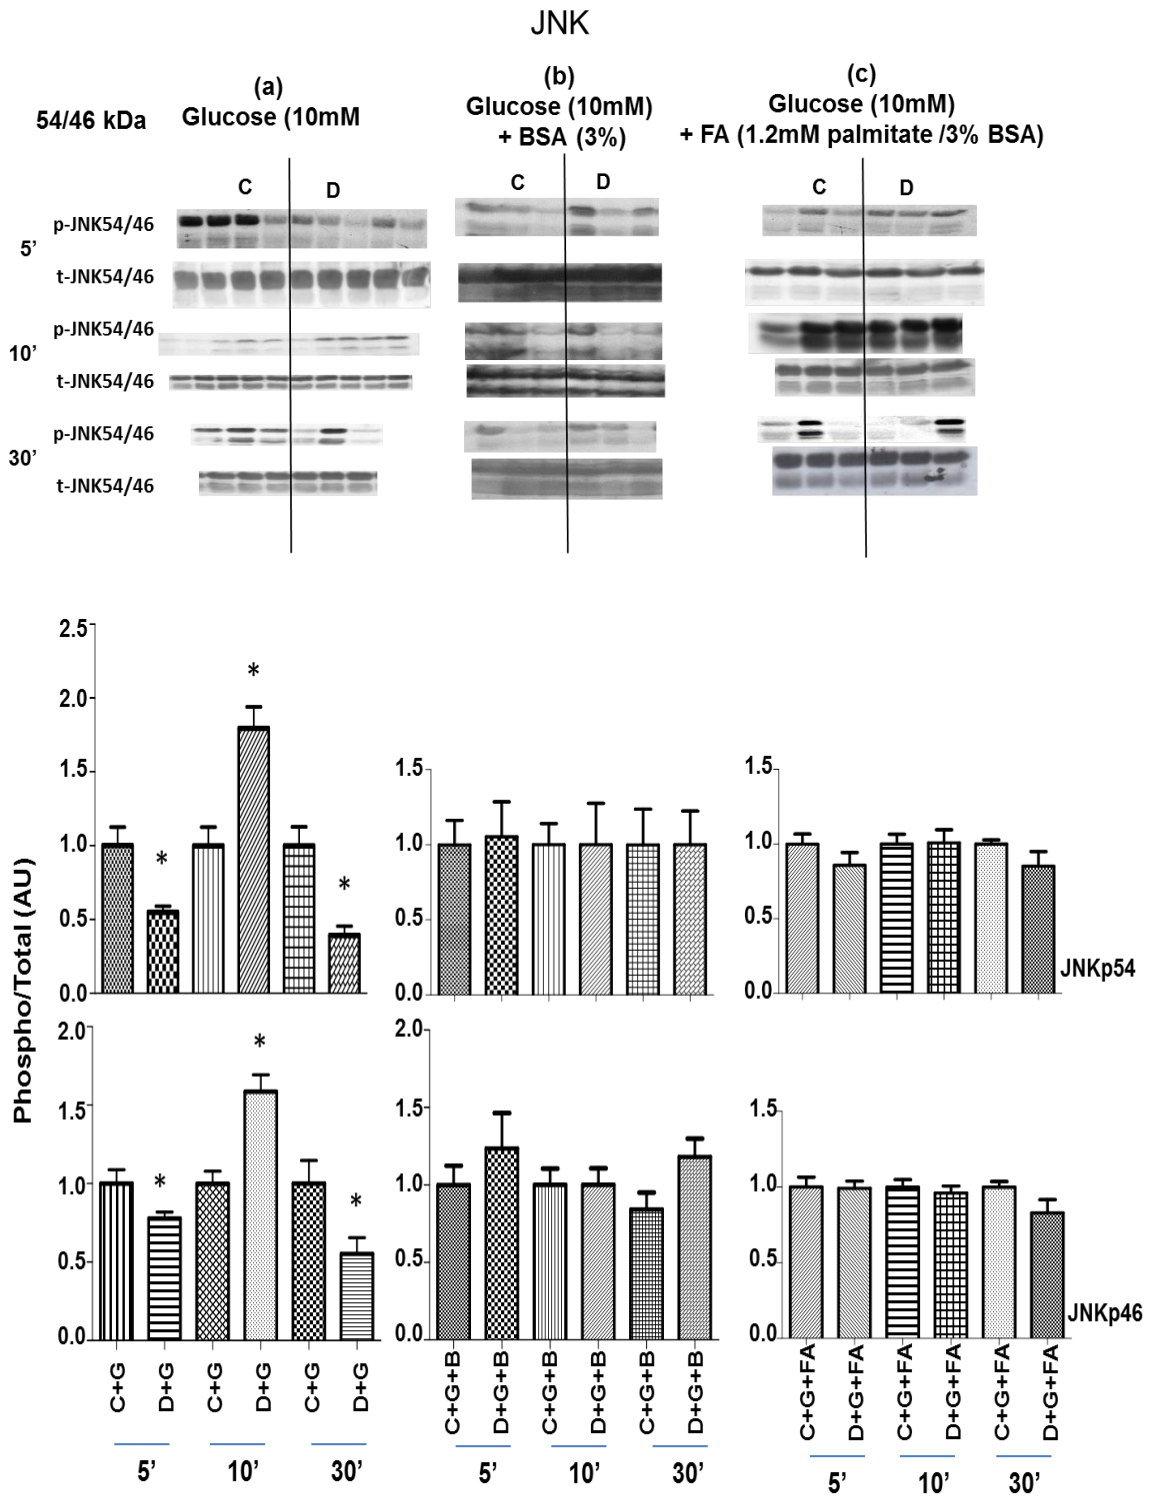 JNK
54/46 kDa
(a)
Glucose (10mM
(b)
Glucose (10mM)
+ BSA (3%)
(c)
Glucose (10mM)
+ FA (1.2mM palmitate /3% BSA)
C D
C D
C D
5’
p-JNK54/46
t-JNK54/46
10’
p-JNK54/46
t-JNK54/46
30’
p-JNK54/46
t-JNK54/46
Phospho/Total (AU)
2.5
2.0
1.5
1.0
0.5
0.0
*
*
*
1.5
1.0
0.5
0.0
1.5
1.0
0.5
0.0
JNKp54
2.0
1.5
1.0
0.5
0.0
*
*
*
2.0
1.5
1.0
0.5
0.0
1.5
1.0
0.5
0.0
JNKp46
C+G
D+G
C+G
D+G
C+G
D+G
5’ 10’ 30’
C+G+B
D+G+B
C+G+B
D+G+B
C+G+B
D+G+B
5’ 10’ 30’
C+G+FA
D+G+FA
C+G+FA
D+G+FA
C+G+FA
D+G+FA
5’ 10’ 30’